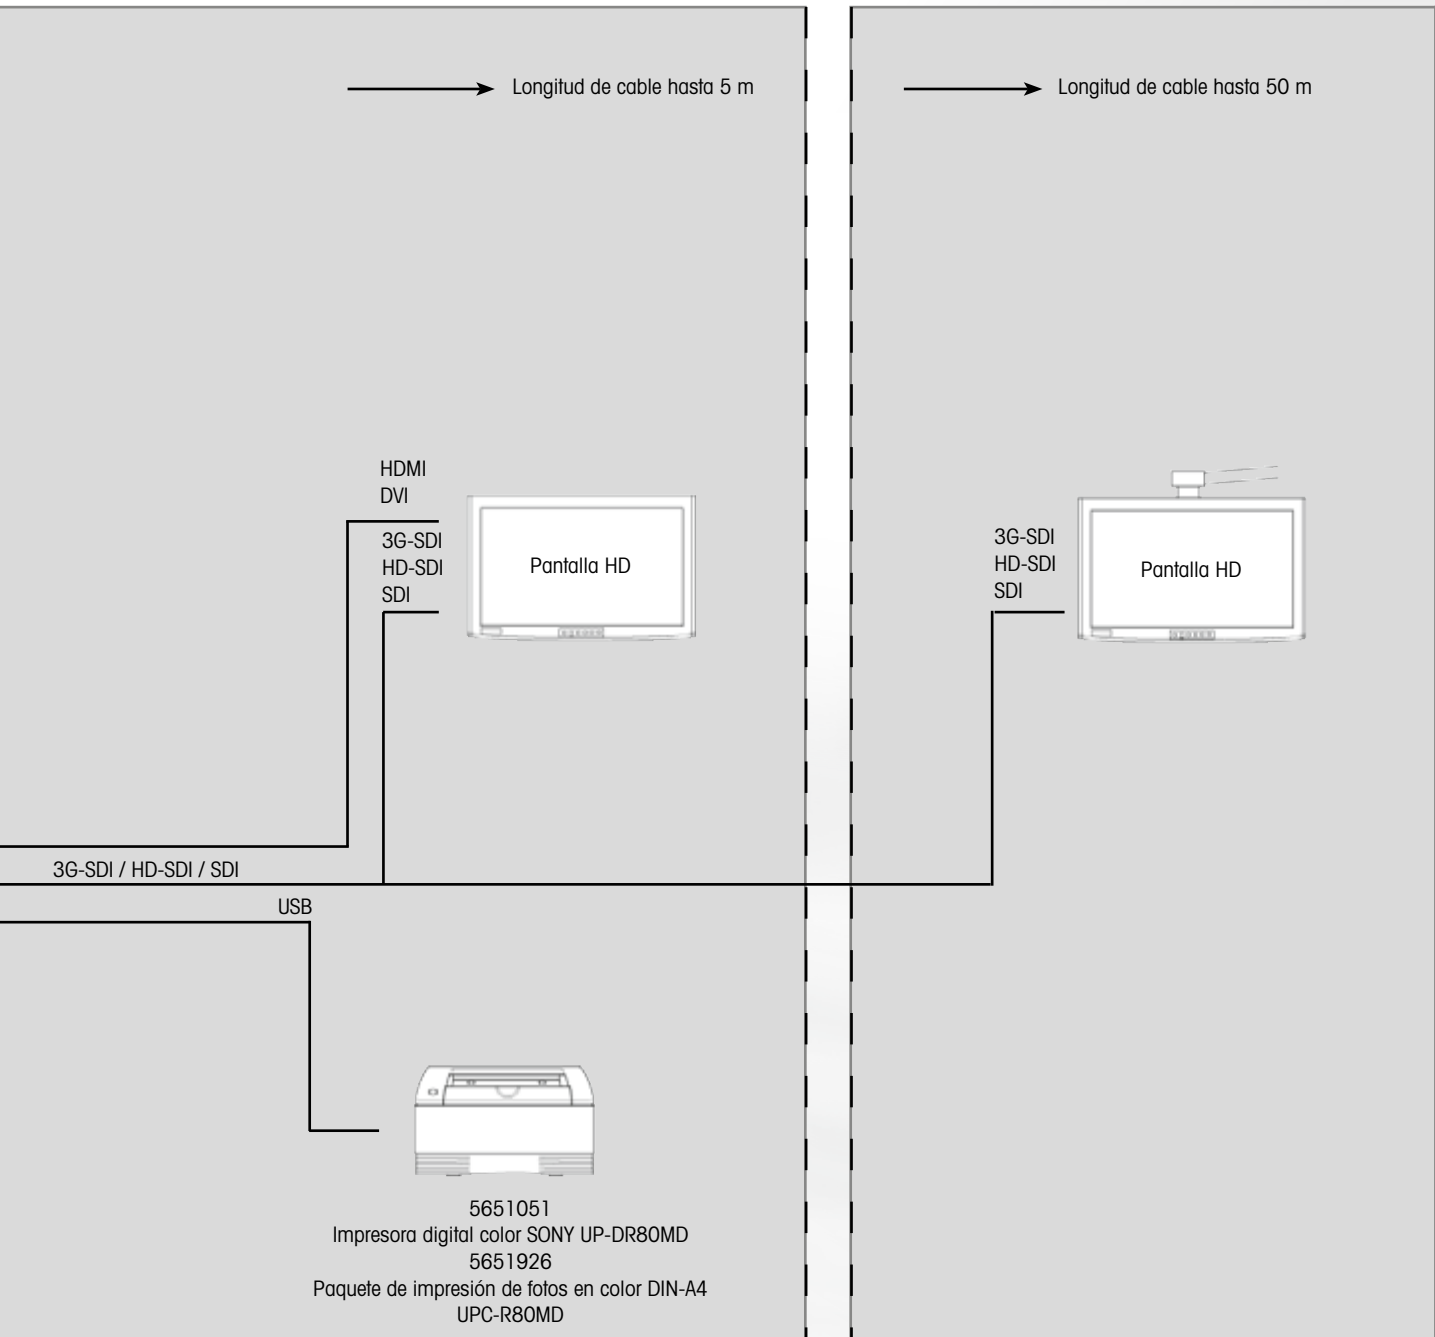 Longitud de cable hasta 5 m
Longitud de cable hasta 50 m
HDMI
DVI
3G-SDI
HD-SDI
SDI
Pantalla HD
3G-SDI
HD-SDI
SDI
Pantalla HD
3G-SDI / HD-SDI / SDI
USB
5651051
Impresora digital color SONY UP-DR80MD
5651926
Paquete de impresión de fotos en color DIN-A4
UPC-R80MD